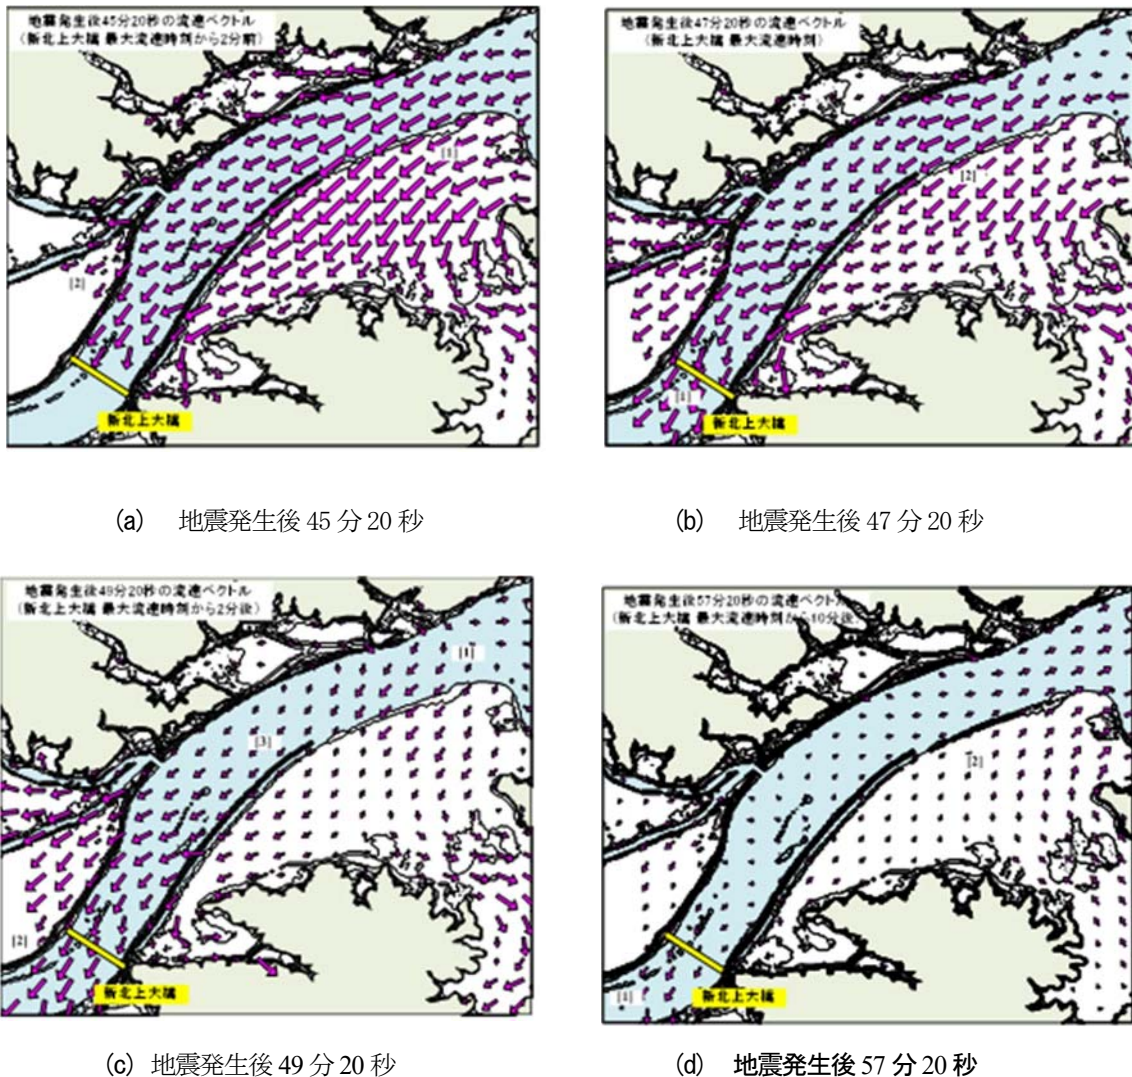 地震発生後45分20秒の流速ベクトル
（新北上大橋 最大流速時刻から2分前）
[1]
[2]
新北上大橋
(a) 地震発生後 45 分 20 秒
地震発生後47分20秒の流速ベクトル
（新北上大橋 最大流速時刻）
[2]
[1]
新北上大橋
(b) 地震発生後 47 分 20 秒
地震発生後49分20秒の流速ベクトル
（新北上大橋 最大流速時刻から2分後）
[1]
[3]
[2]
新北上大橋
(c) 地震発生後 49 分 20 秒
地震発生後57分20秒の流速ベクトル
（新北上大橋 最大流速時刻から10分後
[2]
[1]
新北上大橋
(d) 地震発生後 57 分 20 秒